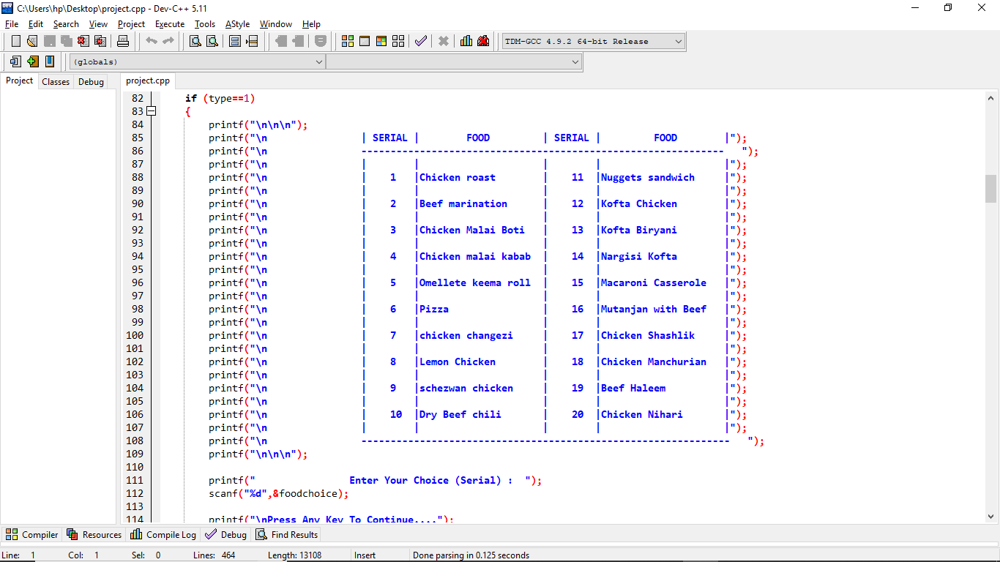 C:\Users\hp\Desktop\project.cpp - Dev-C++ 5.11
File Edit Search View Project Execute Tools AStyle Window Help
TDM-GCC 4.9.2 64-bit Release
(globals)
Project Classes Debug project.cpp
82 if (type==1)
83 {
84 printf("\n\n\n");
85 printf("\n | SERIAL | FOOD | SERIAL | FOOD |");
86 printf("\n -------------------------------------------------------------- ");
87 printf("\n | | | | |");
88 printf("\n | 1 |Chicken roast | 11 |Nuggets sandwich |");
89 printf("\n | | | | |");
90 printf("\n | 2 |Beef marination | 12 |Kofta Chicken |");
91 printf("\n | | | | |");
92 printf("\n | 3 |Chicken Malai Boti | 13 |Kofta Biryani |");
93 printf("\n | | | | |");
94 printf("\n | 4 |Chicken malai kabab | 14 |Nargisi Kofta |");
95 printf("\n | | | | |");
96 printf("\n | 5 |Omellete keema roll | 15 |Macaroni Casserole |");
97 printf("\n | | | | |");
98 printf("\n | 6 |Pizza | 16 |Mutanjan with Beef |");
99 printf("\n | | | | |");
100 printf("\n | 7 |chicken changezi | 17 |Chicken Shashlik |");
101 printf("\n | | | | |");
102 printf("\n | 8 |Lemon Chicken | 18 |Chicken Manchurian |");
103 printf("\n | | | | |");
104 printf("\n | 9 |schezwan chicken | 19 |Beef Haleem |");
105 printf("\n | | | | |");
106 printf("\n | 10 |Dry Beef chili | 20 |Chicken Nihari |");
107 printf("\n | | | | |");
108 printf("\n --------------------------------------------------------------- ");
109 printf("\n\n\n");
110
111 printf(" Enter Your Choice (Serial) : ");
112 scanf("%d",&foodchoice);
113
114 printf("\nPress Any Key To Continue....");
Compiler Resources Compile Log Debug Find Results
Line: 1 Col: 1 Sel: 0 Lines: 464 Length: 13108 Insert Done parsing in 0.125 seconds